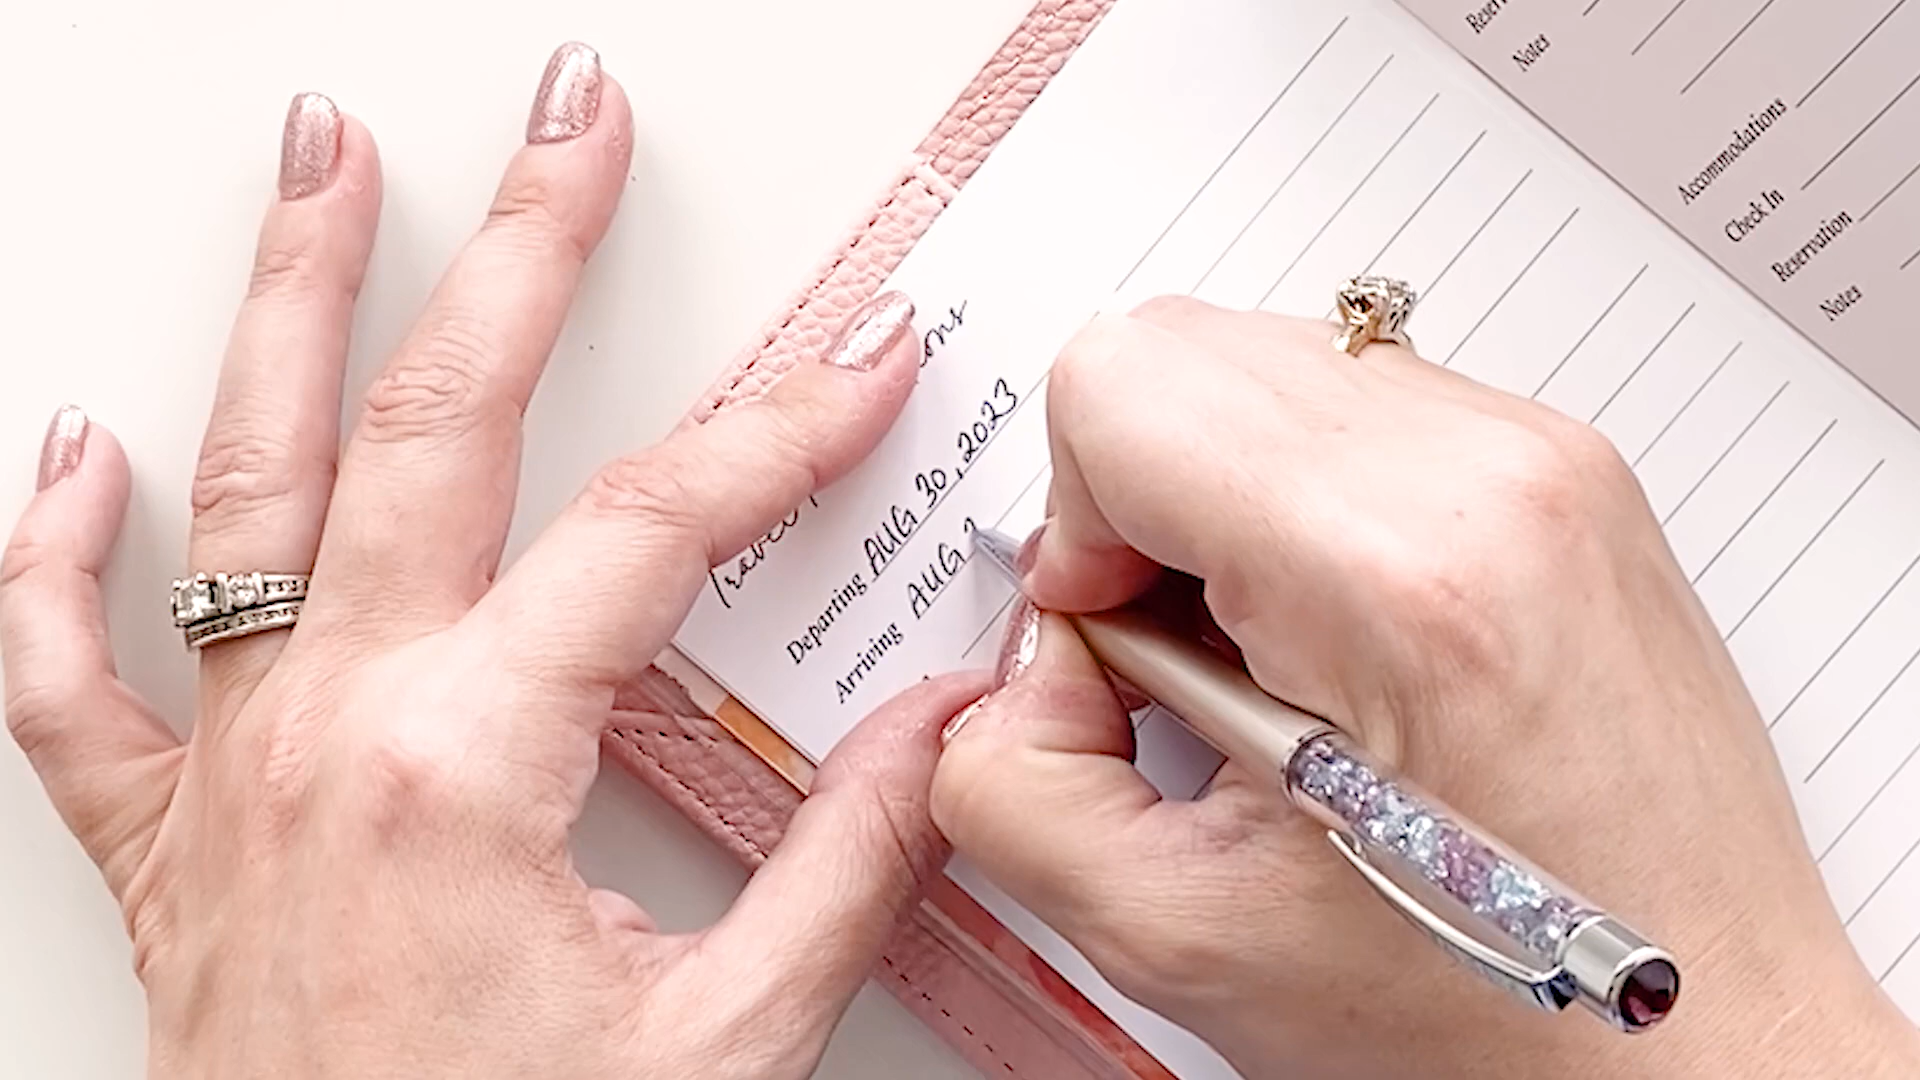 Departing AUG 30, 2023
Arriving AUG
Notes
Accommodations
Check In
Reservation
Notes